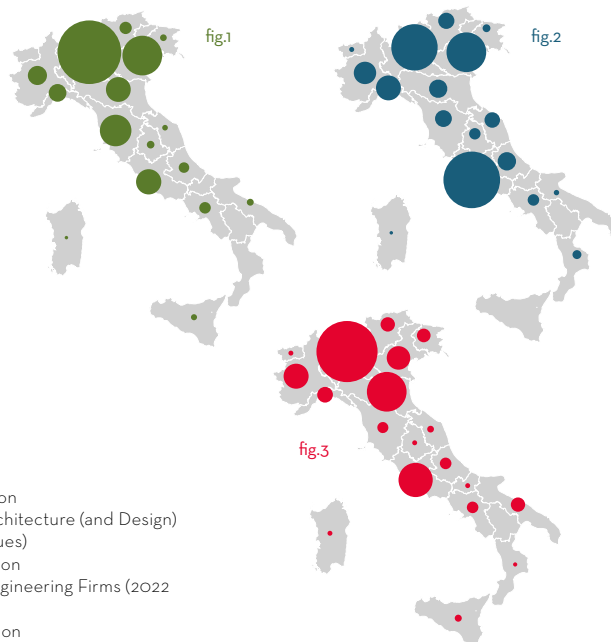 fig.1
fig.2
fig.3
on
chitecture (and Design)
ues)
on
gineering Firms (2022
on